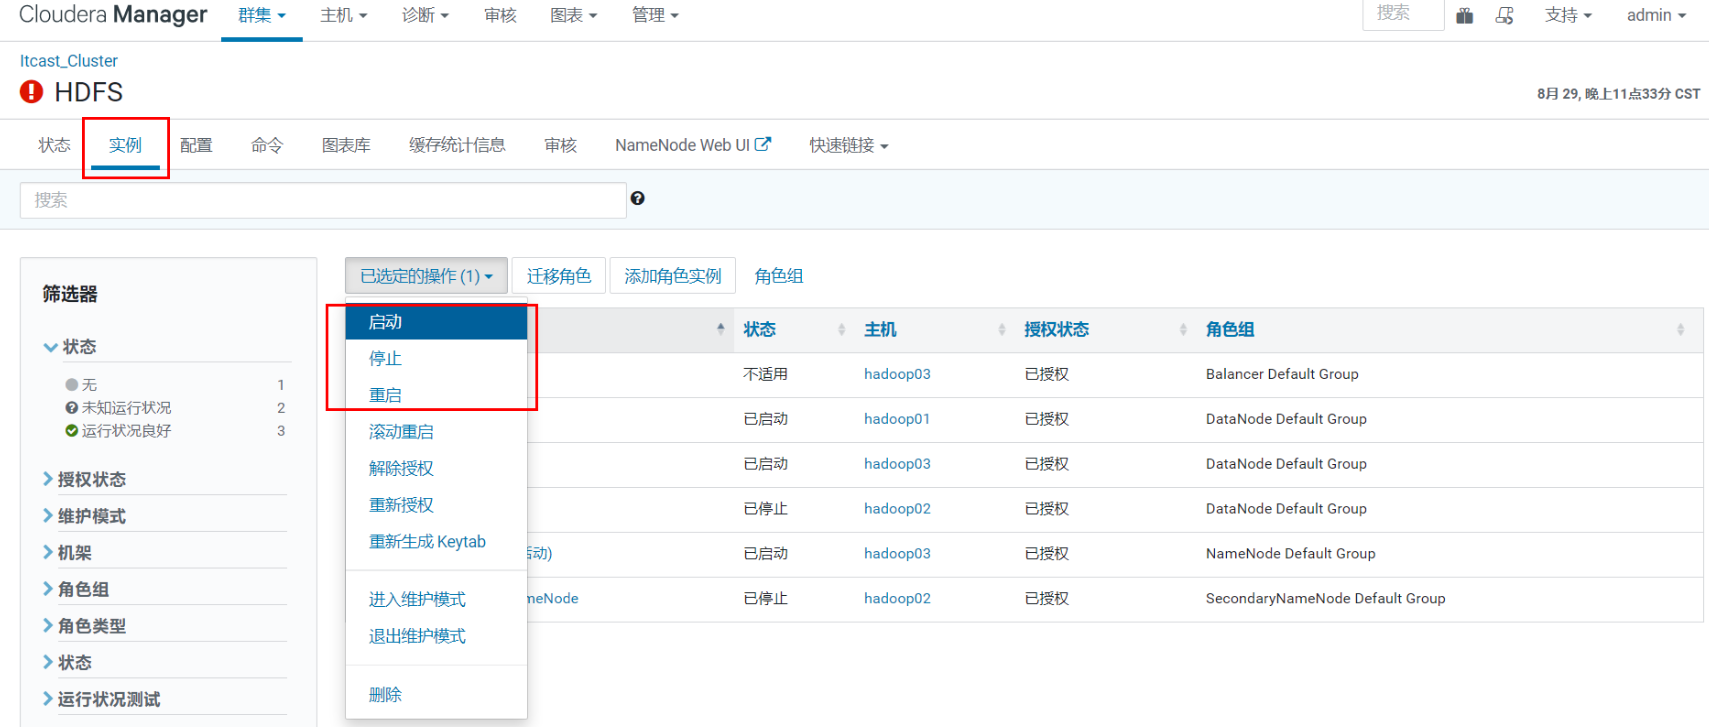 Cloudera Manager 群集 主机 诊断 审核 图表 管理 搜索 支持 admin
Itcast_Cluster
HDFS
8月 29, 晚上11点33分 CST
状态 实例 配置 命令 图表库 缓存统计信息 审核 NameNode Web UI 快速链接
搜索
筛选器
状态
无 1
未知运行状况 2
运行状况良好 3
授权状态
维护模式
机架
角色组
角色类型
状态
运行状况测试
已选定的操作 (1) 迁移角色 添加角色实例 角色组
启动
停止
重启
滚动重启
解除授权
重新授权
重新生成 Keytab
进入维护模式
退出维护模式
删除
状态 主机 授权状态 角色组
不适用 hadoop03 已授权 Balancer Default Group
已启动 hadoop01 已授权 DataNode Default Group
已启动 hadoop03 已授权 DataNode Default Group
已停止 hadoop02 已授权 DataNode Default Group
动) 已启动 hadoop03 已授权 NameNode Default Group
meNode 已停止 hadoop02 已授权 SecondaryNameNode Default Group